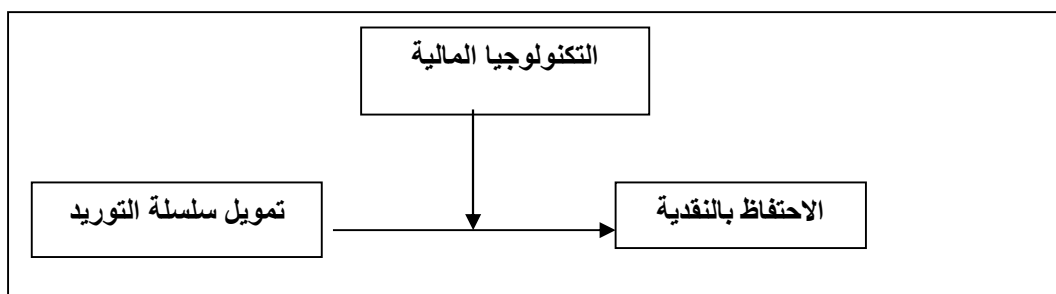 التكنولوجيا المالية
تمويل سلسلة التوريد
الاحتفاظ بالنقدية